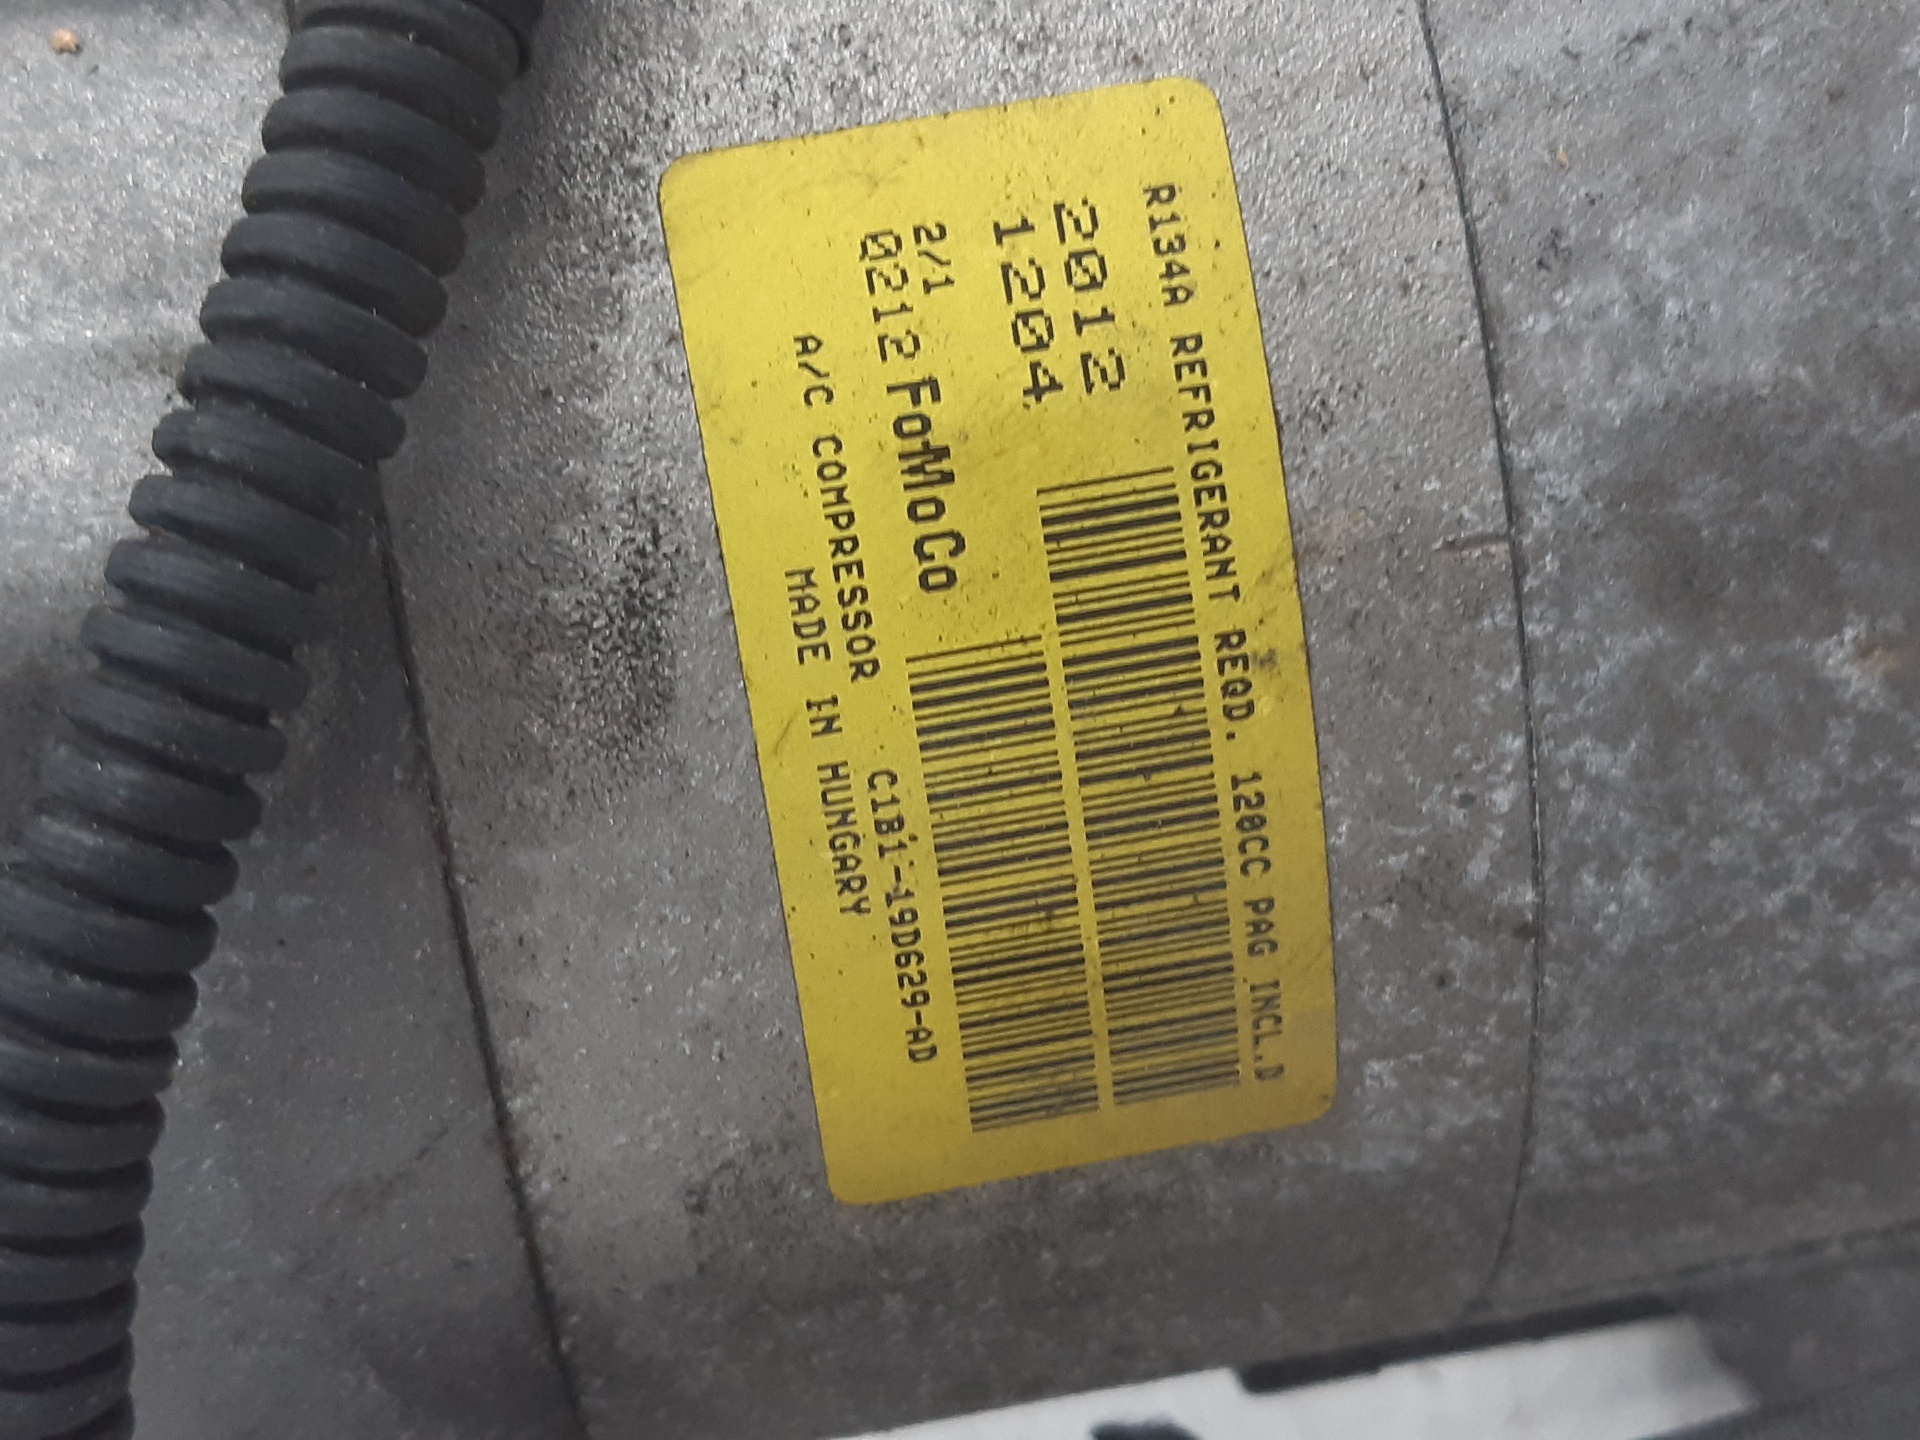 R134A REFRIGERANT REQD. 120CC PAG INCL.D
2012
1204
2/1
0212 FoMoCo
A/C COMPRESSOR C1B1-19D629-AD
MADE IN HUNGARY